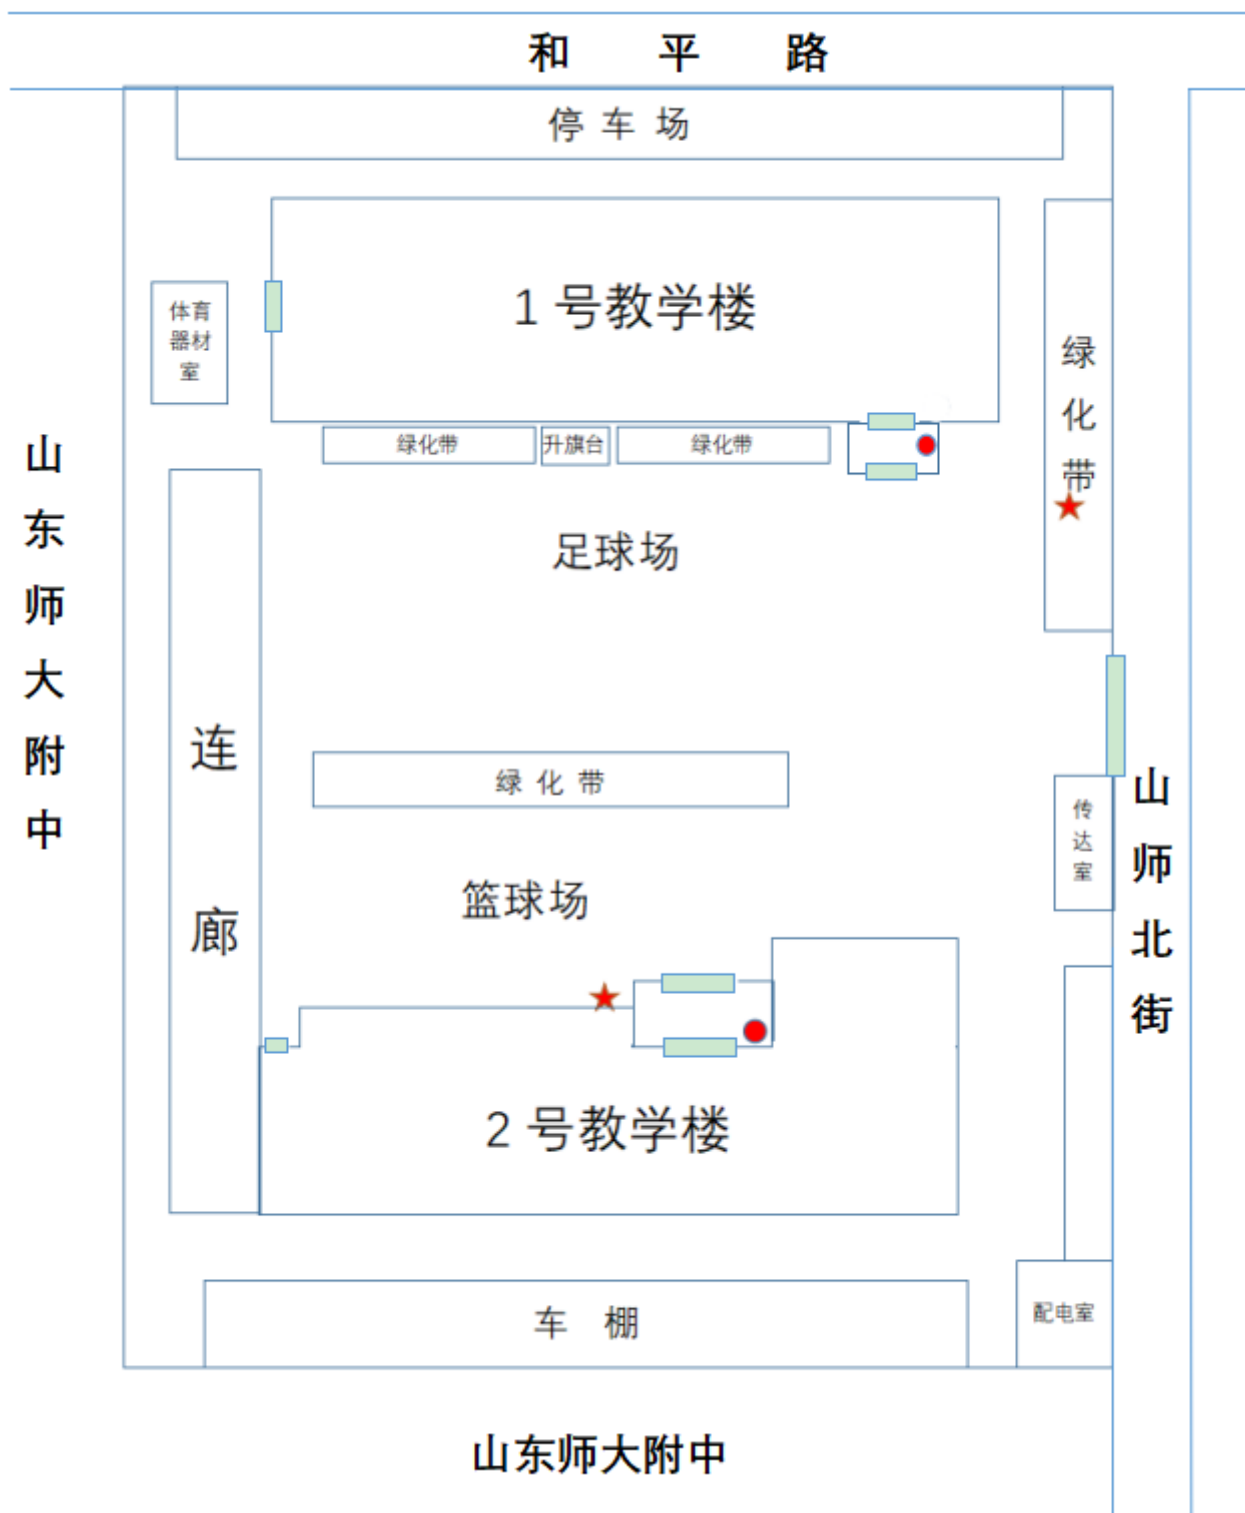 和 平 路
停 车 场
1 号教学楼
体育
器材
室
绿
化
带
绿化带
升旗台
绿化带
山
东
师
大
附
中
足球场
连
廊
绿 化 带
传
达
室
山
师
北
街
篮球场
2 号教学楼
车 棚
配电室
山东师大附中